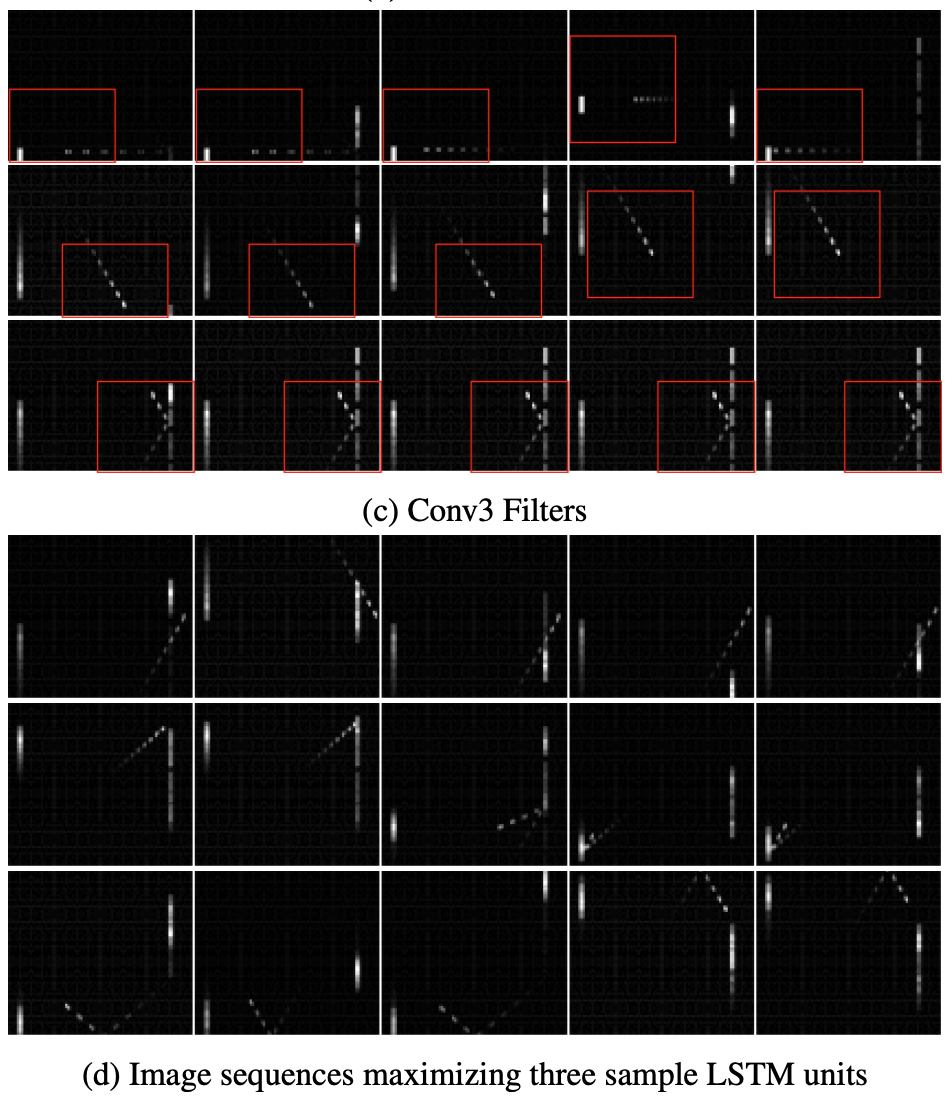 (c) Conv3 Filters
(d) Image sequences maximizing three sample LSTM units